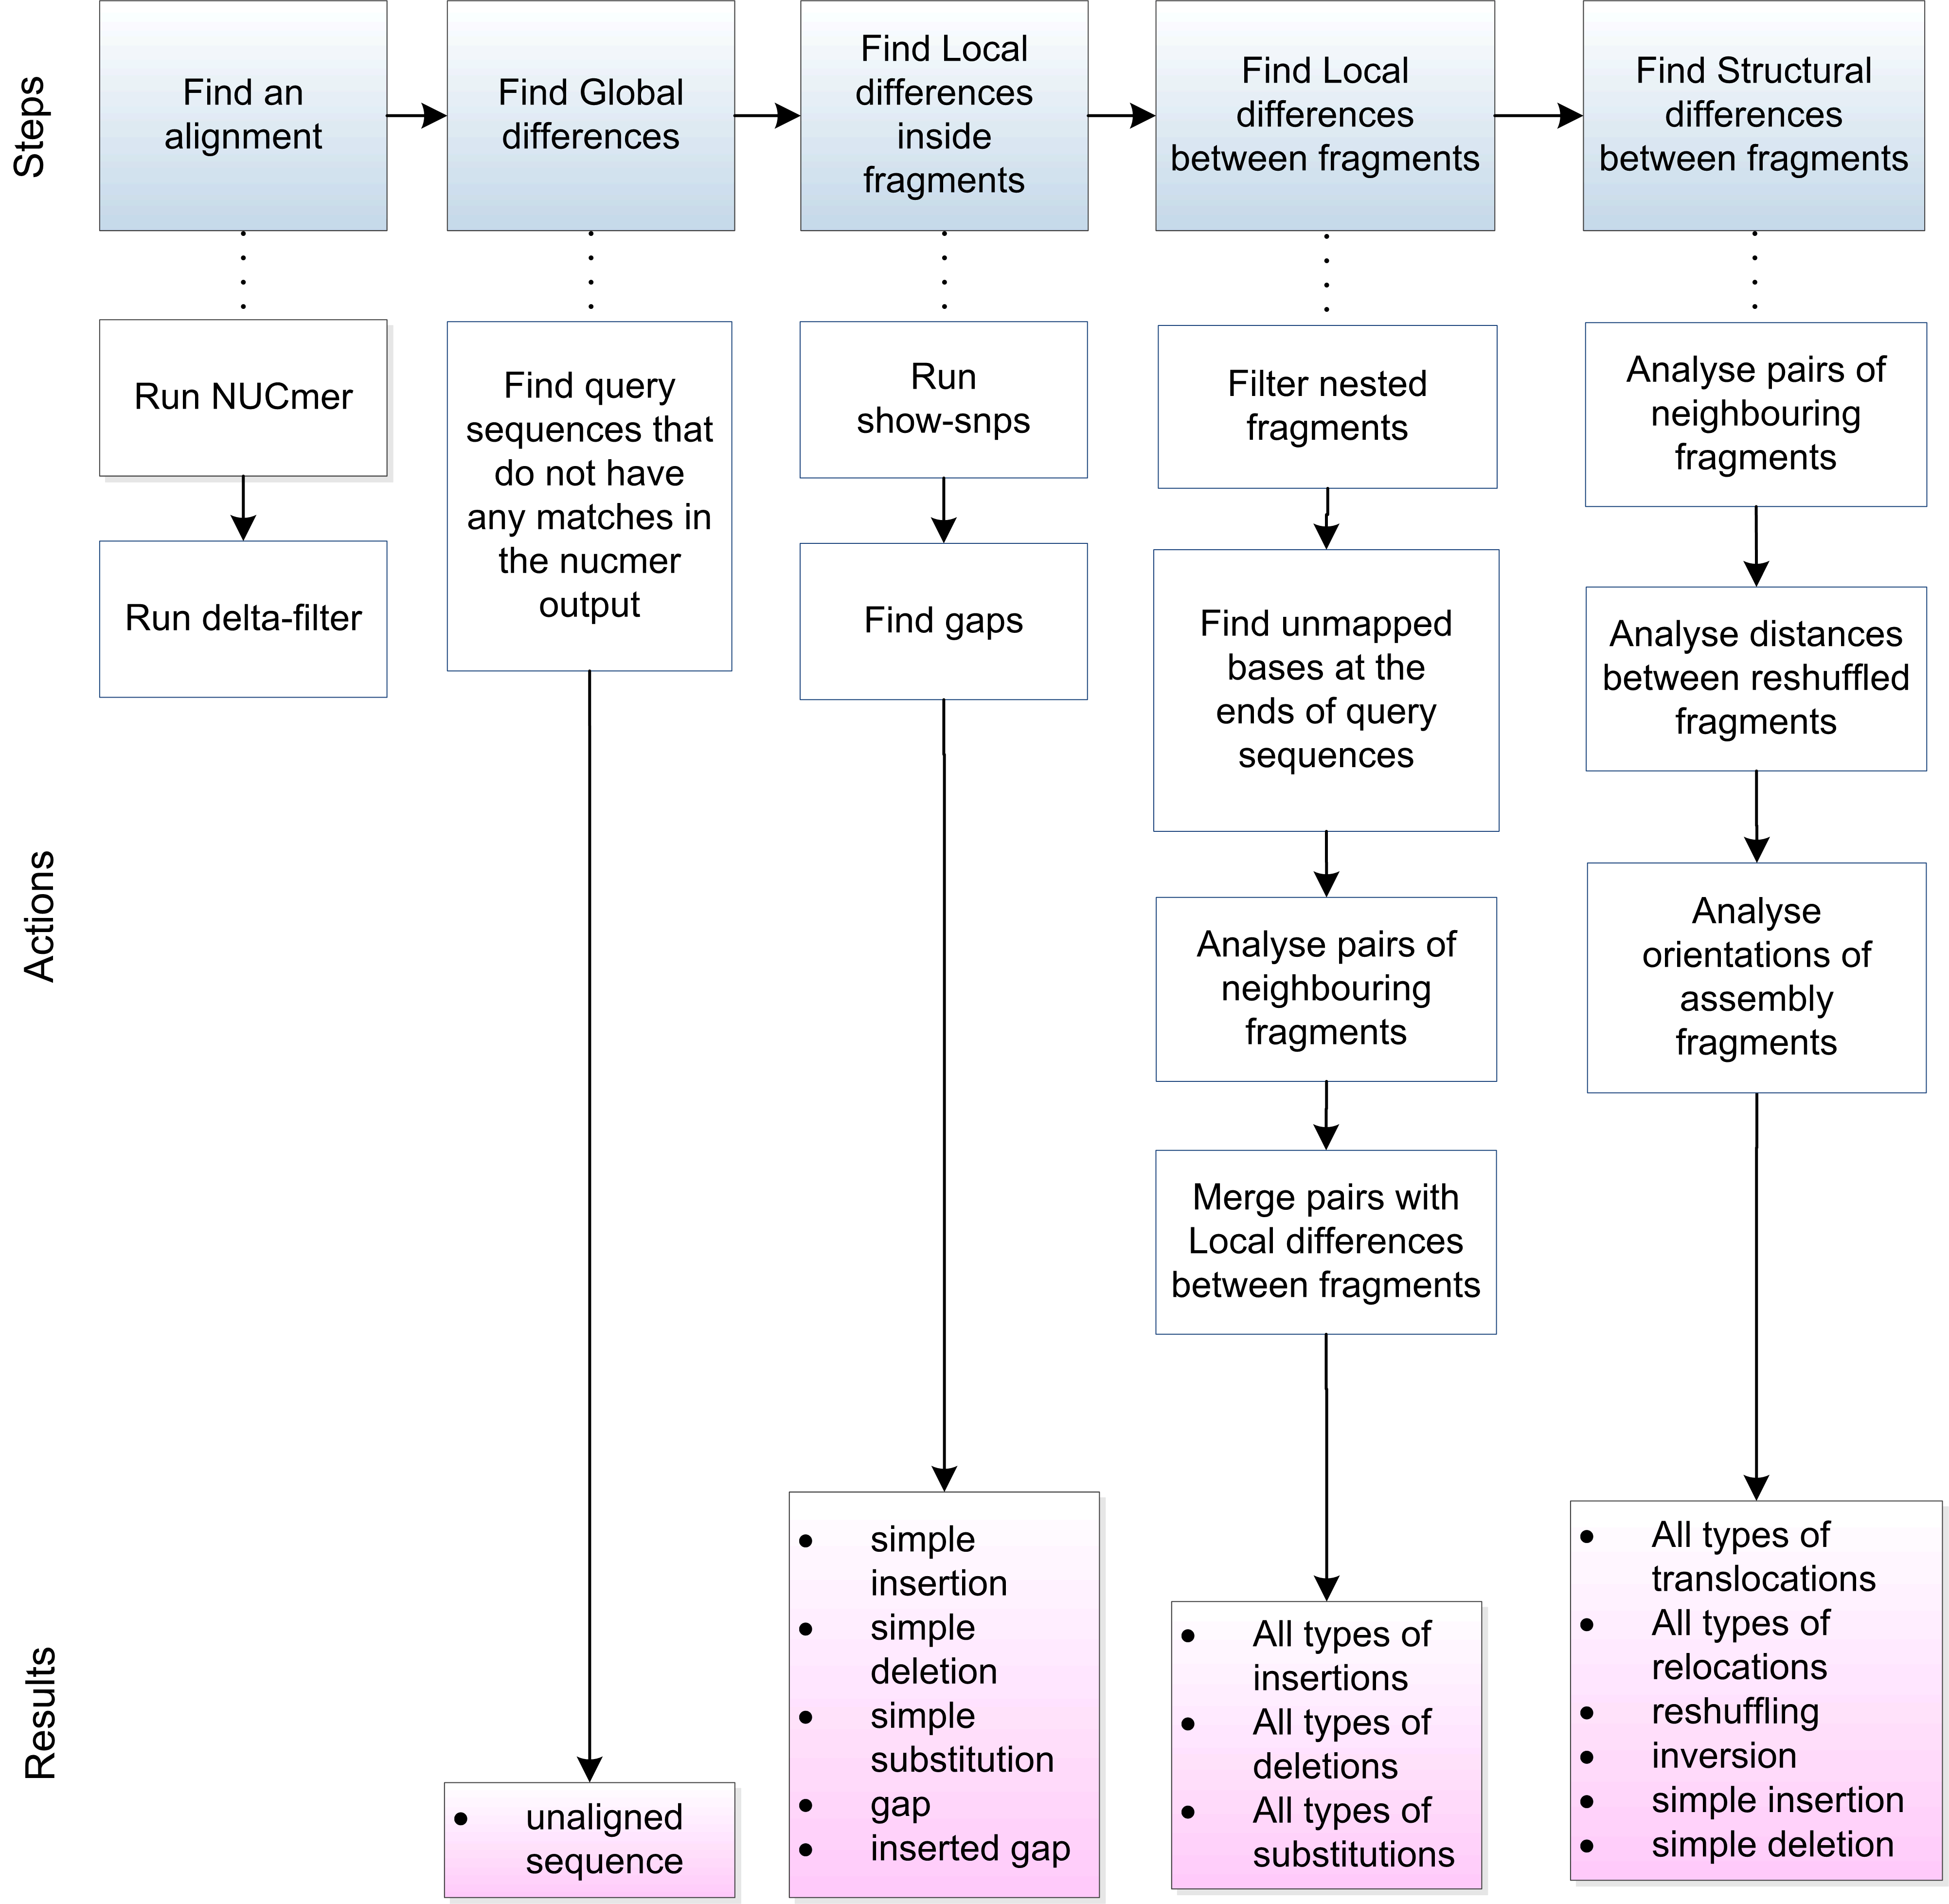 Steps
Find an
alignment
Find Global
differences
Find Local
differences
inside
fragments
Find Local
differences
between fragments
Find Structural
differences
between fragments
Actions
Run NUCmer
Run delta-filter
Find query
sequences that
do not have
any matches in
the nucmer
output
Run
show-snps
Find gaps
Filter nested
fragments
Find unmapped
bases at the
ends of query
sequences
Analyse pairs of
neighbouring
fragments
Merge pairs with
Local differences
between fragments
Analyse pairs of
neighbouring
fragments
Analyse distances
between reshuffled
fragments
Analyse
orientations of
assembly
fragments
Results
• unaligned
sequence
• simple
insertion
• simple
deletion
• simple
substitution
• gap
• inserted gap
• All types of
insertions
• All types of
deletions
• All types of
substitutions
• All types of
translocations
• All types of
relocations
• reshuffling
• inversion
• simple insertion
• simple deletion